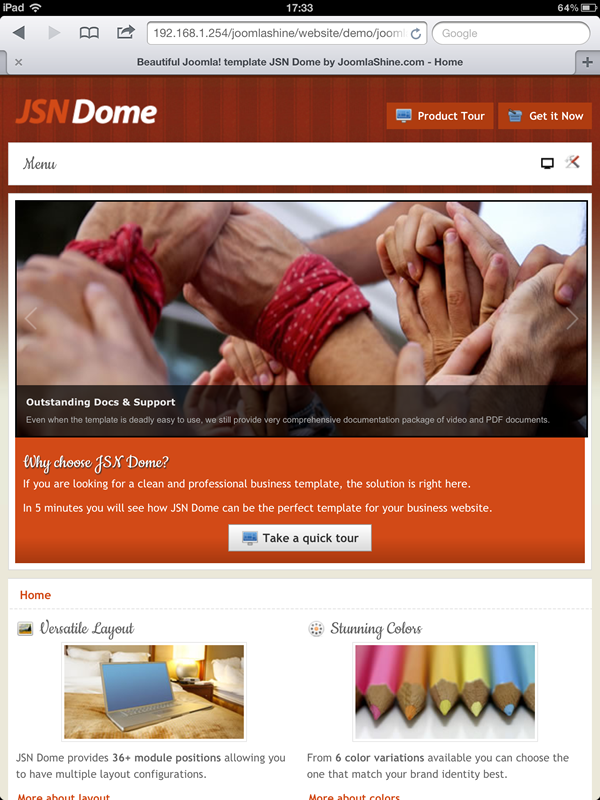 iPad
17:33
64%
192.168.1.254/joomlashine/website/demo/jooml
Google
Beautiful Joomla! template JSN Dome by JoomlaShine.com - Home
JSN Dome
Product Tour
Get it Now
Menu
Outstanding Docs & Support
Even when the template is deadly easy to use, we still provide very comprehensive documentation package of video and PDF documents.
Why choose JSN Dome?
If you are looking for a clean and professional business template, the solution is right here.
In 5 minutes you will see how JSN Dome can be the perfect template for your business website.
Take a quick tour
Home
Versatile Layout
JSN Dome provides 36+ module positions allowing you
to have multiple layout configurations.
More about layout
Stunning Colors
From 6 color variations available you can choose the
one that match your brand identity best.
More about colors